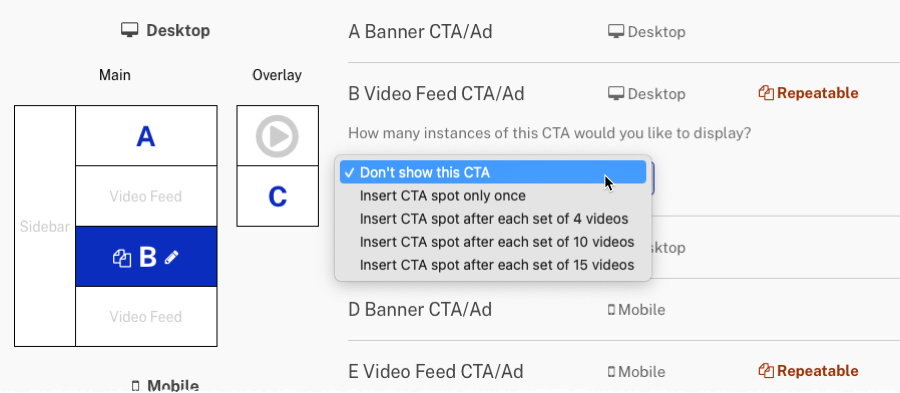 Desktop
Main
Overlay
A
Video Feed
Sidebar
B
Video Feed
C
Mobile
A Banner CTA/Ad
Desktop
B Video Feed CTA/Ad
Desktop
Repeatable
How many instances of this CTA would you like to display?
✓ Don't show this CTA
Insert CTA spot only once
Insert CTA spot after each set of 4 videos
Insert CTA spot after each set of 10 videos
Insert CTA spot after each set of 15 videos
sktop
D Banner CTA/Ad
Mobile
E Video Feed CTA/Ad
Mobile
Repeatable